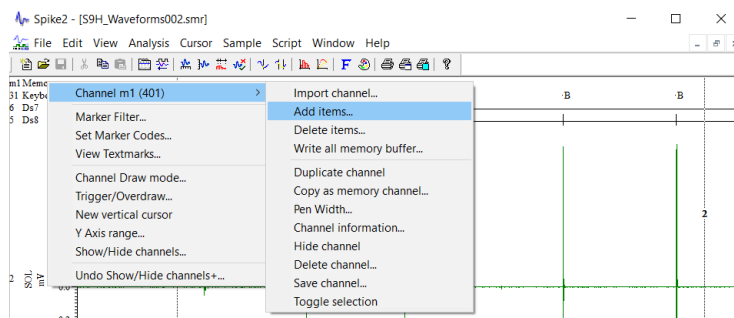 Spike2 - [S9H_Waveforms002.smr]
File Edit View Analysis Cursor Sample Script Window Help
m1 Memo
31 Keybo
6 Ds7
5 Ds8
Channel m1 (401)
Marker Filter...
Set Marker Codes...
View Textmarks...
Channel Draw mode...
Trigger/Overdraw...
New vertical cursor
Y Axis range...
Show/Hide channels...
Undo Show/Hide channels+...
Import channel...
Add items...
Delete items...
Write all memory buffer...
Duplicate channel
Copy as memory channel...
Pen Width...
Channel information...
Hide channel
Delete channel...
Save channel...
Toggle selection
B
B
2
2 SOL mV
0.0